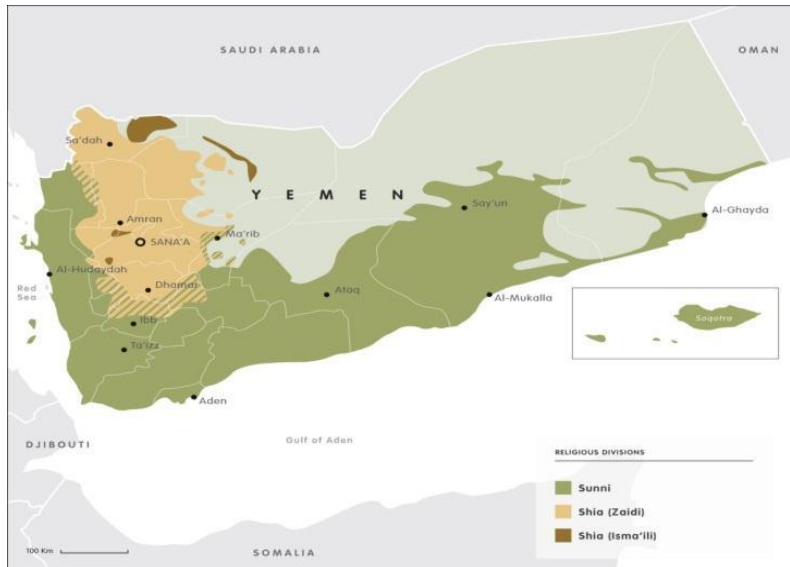 SAUDI ARABIA
OMAN
Sa'dah
YEMEN
Say'un
Al-Ghayda
Amran
SANA'A
Ma'rib
Al-Hudaydah
Red
Sea
Dhamar
Ataq
Al-Mukalla
Ibb
Soqotra
Ta'izz
Aden
DJIBOUTI
Gulf of Aden
RELIGIOUS DIVISIONS
Sunni
Shia (Zaidi)
Shia (Isma'ili)
100 Km
SOMALIA